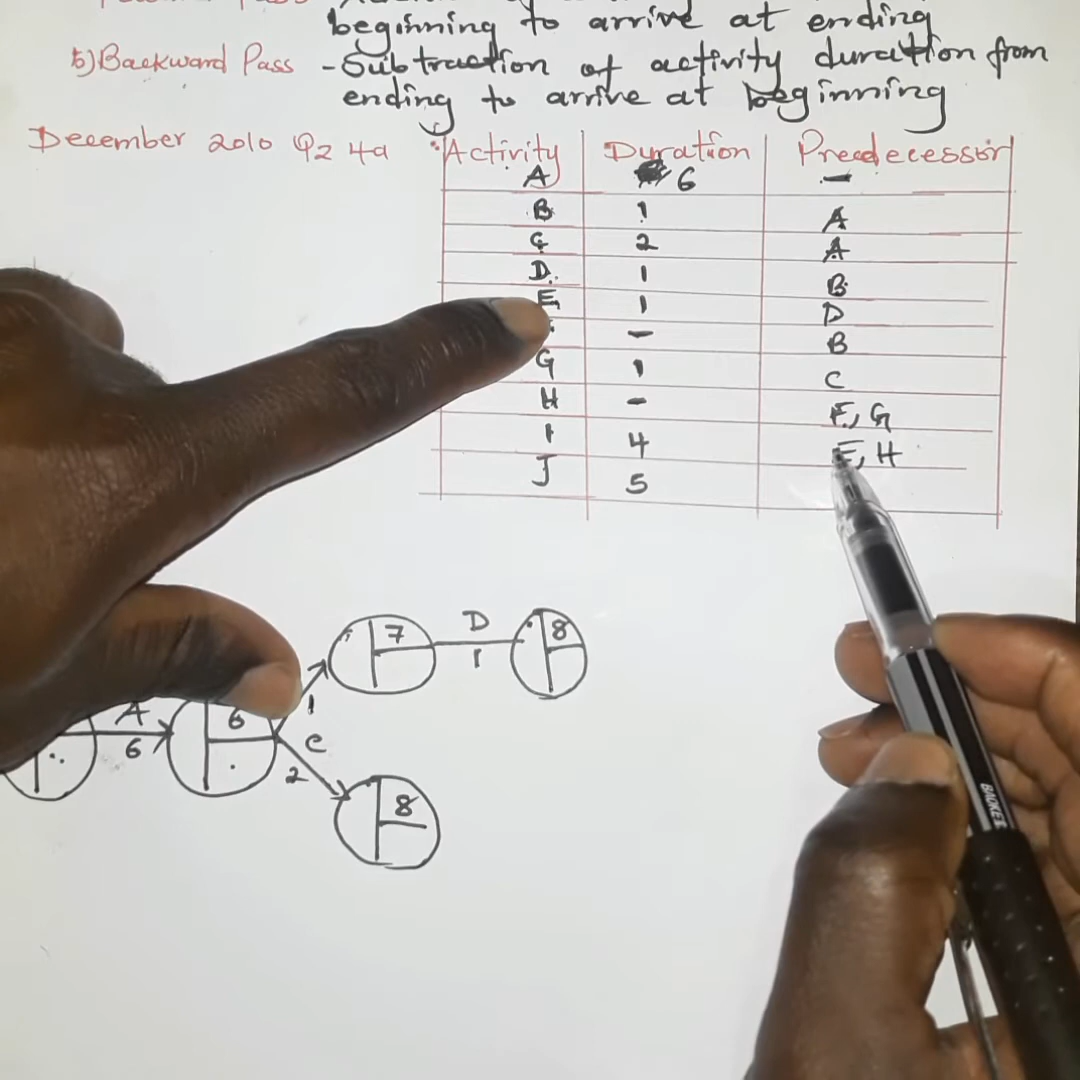 beginning to arrive at ending
b) Backward Pass - Subtraction of activity duration from
ending to arrive at beginning
December 2010 Q2 4a
Activity Duration Predecessor
A 6 -
B 1 A
C 2 A
D 1 B
E 1 D
- B
G 1 C
H - F, G
I 4 E, H
J 5
7 D 8
1
A 6 1
6 C
2
8
BAOKE